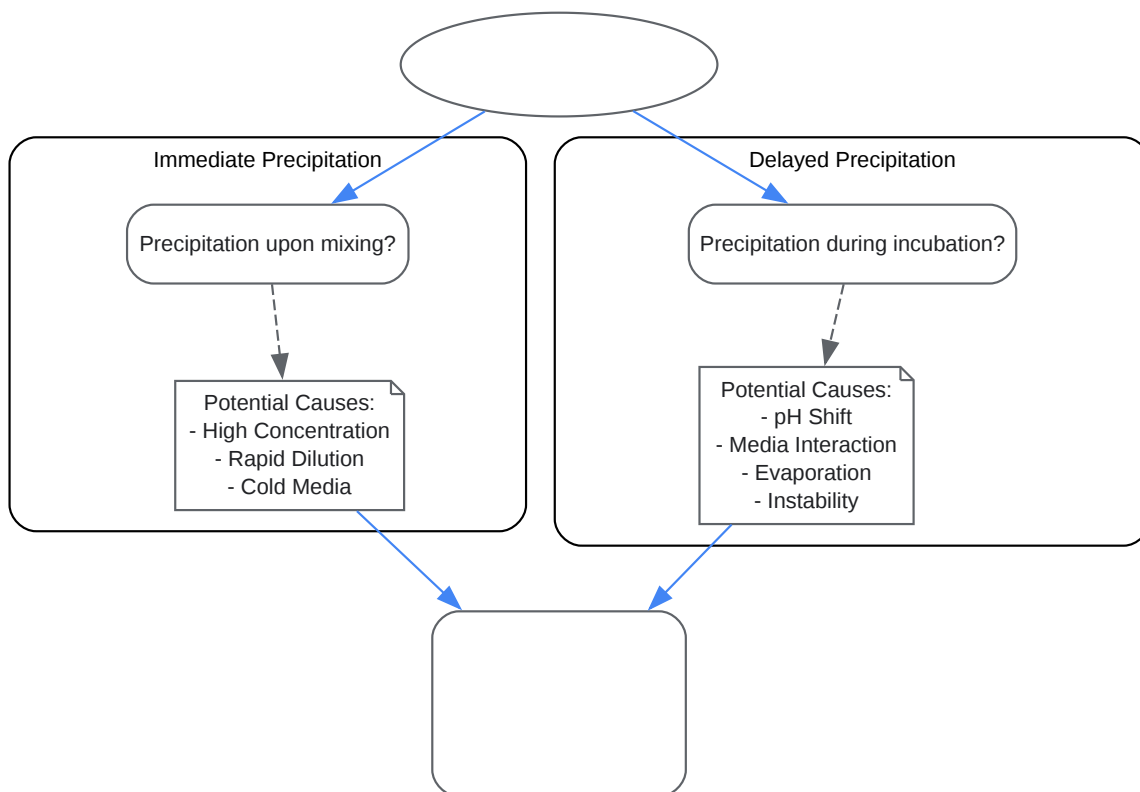 Immediate Precipitation
Precipitation upon mixing?
Potential Causes:
- High Concentration
- Rapid Dilution
- Cold Media
Delayed Precipitation
Precipitation during incubation?
Potential Causes:
- pH Shift
- Media Interaction
- Evaporation
- Instability